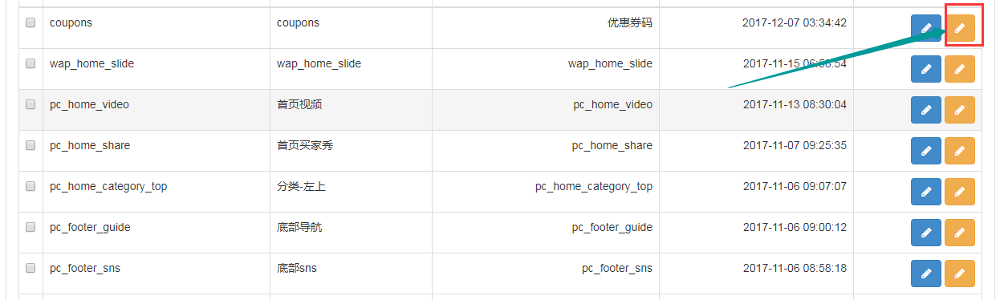 coupons coupons 优惠券码 2017-12-07 03:34:42
wap_home_slide wap_home_slide wap_home_slide 2017-11-15 06:58:54
pc_home_video 首页视频 pc_home_video 2017-11-13 08:30:04
pc_home_share 首页买家秀 pc_home_share 2017-11-07 09:25:35
pc_home_category_top 分类-左上 pc_home_category_top 2017-11-06 09:07:07
pc_footer_guide 底部导航 pc_footer_guide 2017-11-06 09:00:12
pc_footer_sns 底部sns pc_footer_sns 2017-11-06 08:58:18